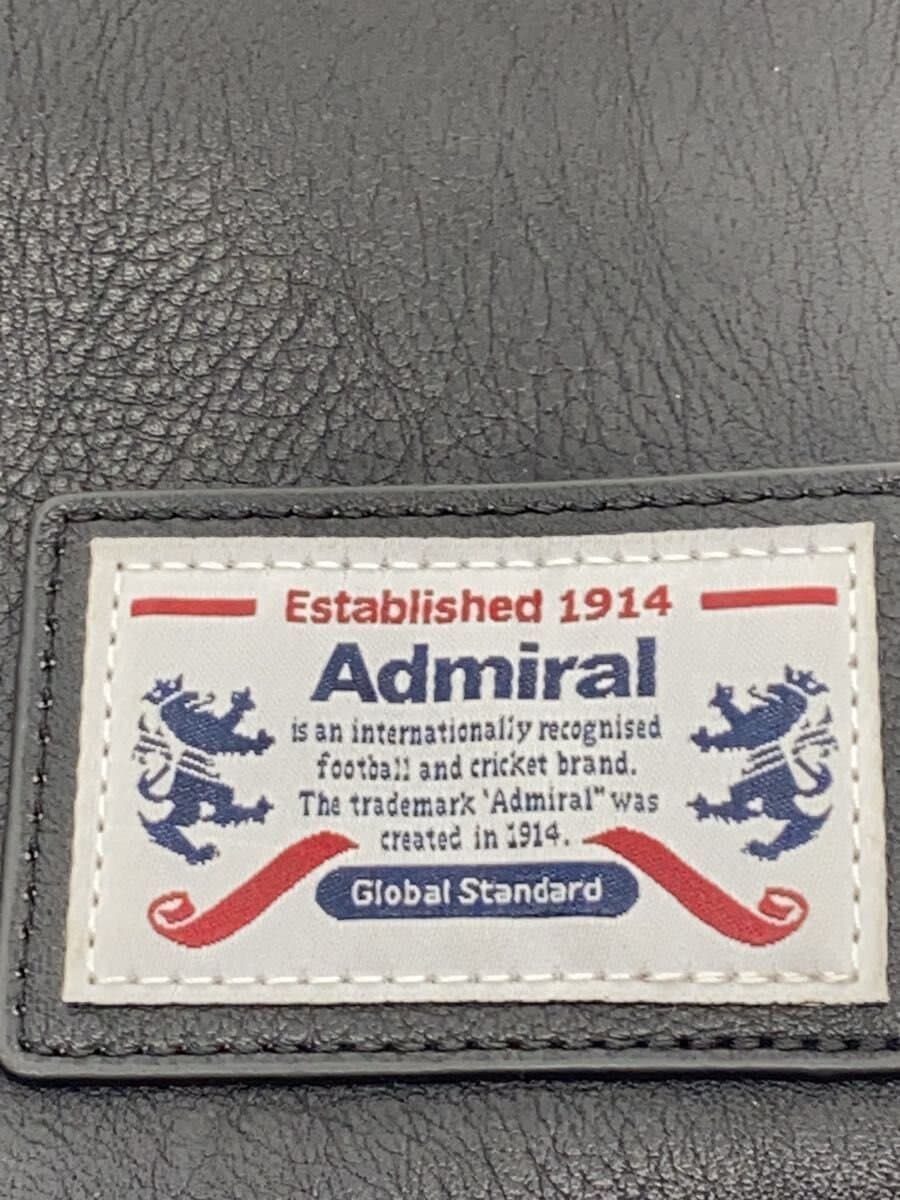 Established 1914
Admiral
is an internationally recognised
football and cricket brand.
The trademark 'Admiral" was
created in 1914.
Global Standard